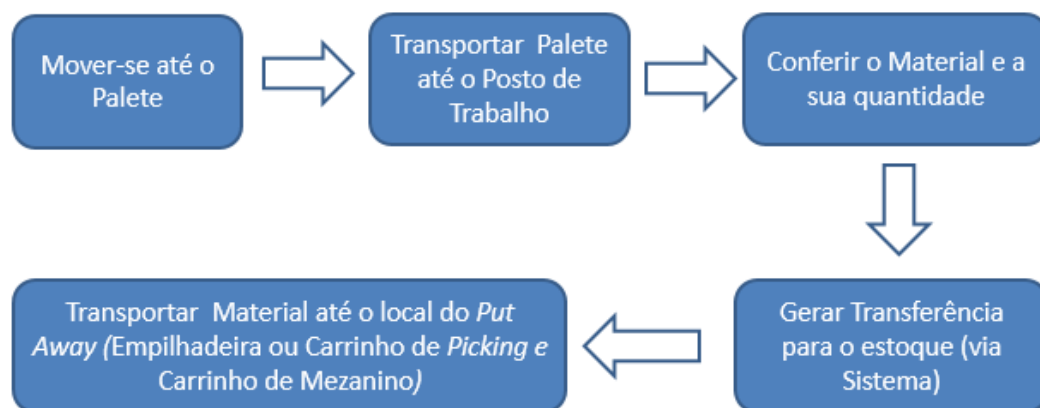 Mover-se até o
Palete
Transportar Palete
até o Posto de
Trabalho
Conferir o Material e a
sua quantidade
Gerar Transferência
para o estoque (via
Sistema)
Transportar Material até o local do Put
Away (Empilhadeira ou Carrinho de Picking e
Carrinho de Mezanino)